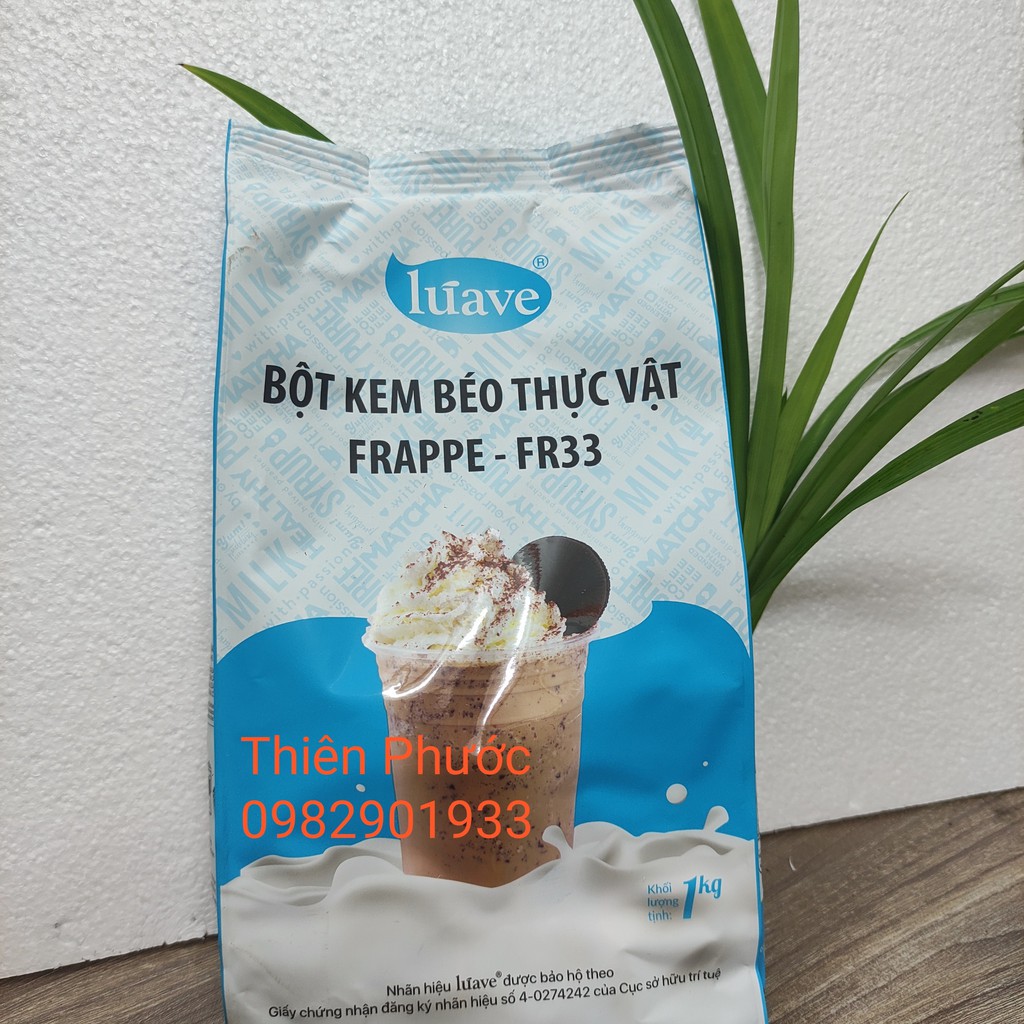 lúave®
BỘT KEM BÉO THỰC VẬT
FRAPPE - FR33
Thiên Phước
0982901933
Khối
lượng
tịnh: 1kg
Nhãn hiệu lúave® được bảo hộ theo
Giấy chứng nhận đăng ký nhãn hiệu số 4-0274242 của Cục sở hữu trí tuệ